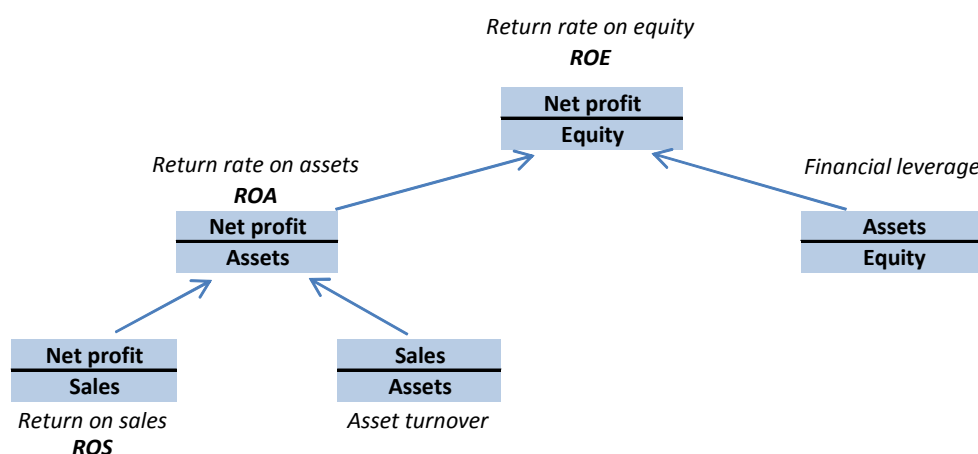 Return rate on equity
ROE
Net profit
Equity
Return rate on assets
ROA
Net profit
Assets
Financial leverage
Assets
Equity
Net profit
Sales
Return on sales
ROS
Sales
Assets
Asset turnover